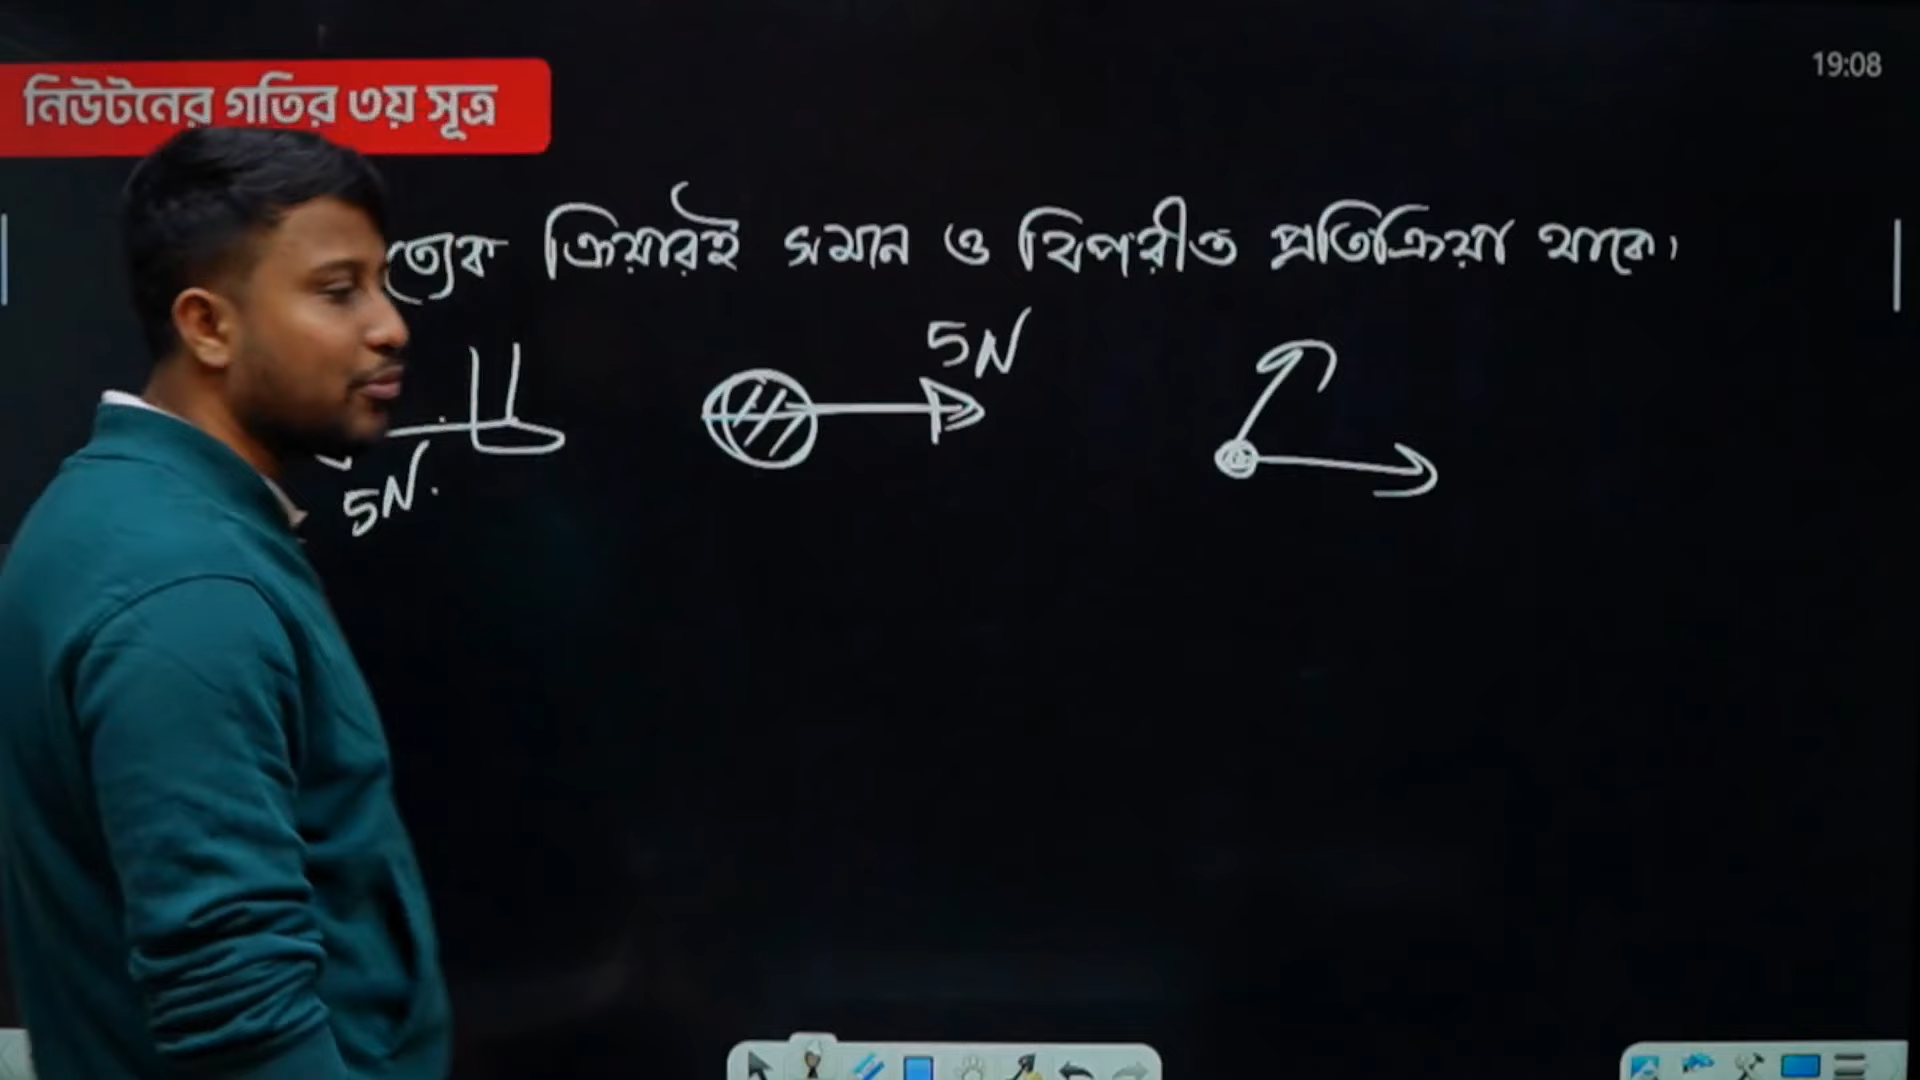 19:08
নিউটনের গতির ৩য় সূত্র
ক্রিয়ারই সমান ও বিপরীত প্রতিক্রিয়া থাকে।
5N
5N.